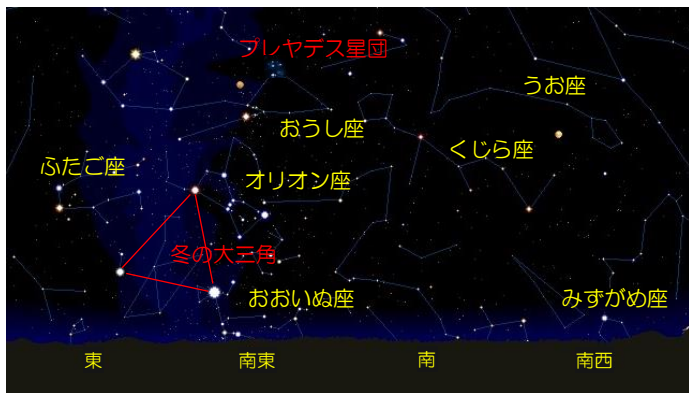 プレヤデス星団
うお座
おうし座
くじら座
ふたご座
オリオン座
冬の大三角
おおいぬ座
みずがめ座
東
南東
南
南西